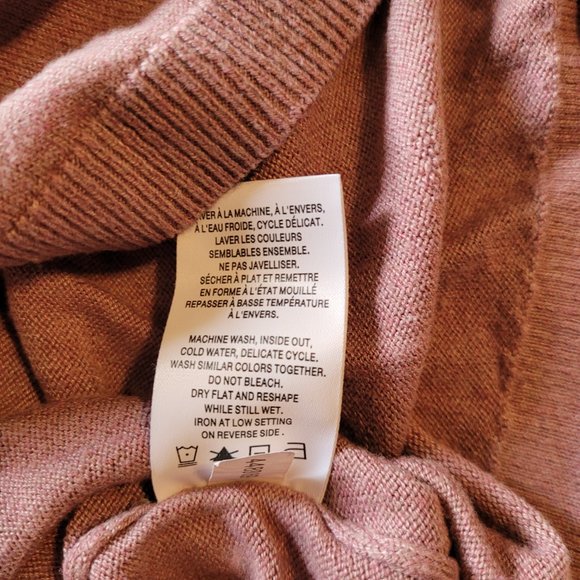 LAVER À LA MACHINE, À L'ENVERS,
À L'EAU FROIDE, CYCLE DÉLICAT.
LAVER LES COULEURS
SEMBLABLES ENSEMBLE.
NE PAS JAVELLISER.
SÉCHER À PLAT ET REMETTRE
EN FORME À L'ÉTAT MOUILLÉ
REPASSER À BASSE TEMPÉRATURE
À L'ENVERS.
MACHINE WASH, INSIDE OUT,
COLD WATER, DELICATE CYCLE.
WASH SIMILAR COLORS TOGETHER.
DO NOT BLEACH.
DRY FLAT AND RESHAPE
WHILE STILL WET.
IRON AT LOW SETTING
ON REVERSE SIDE .